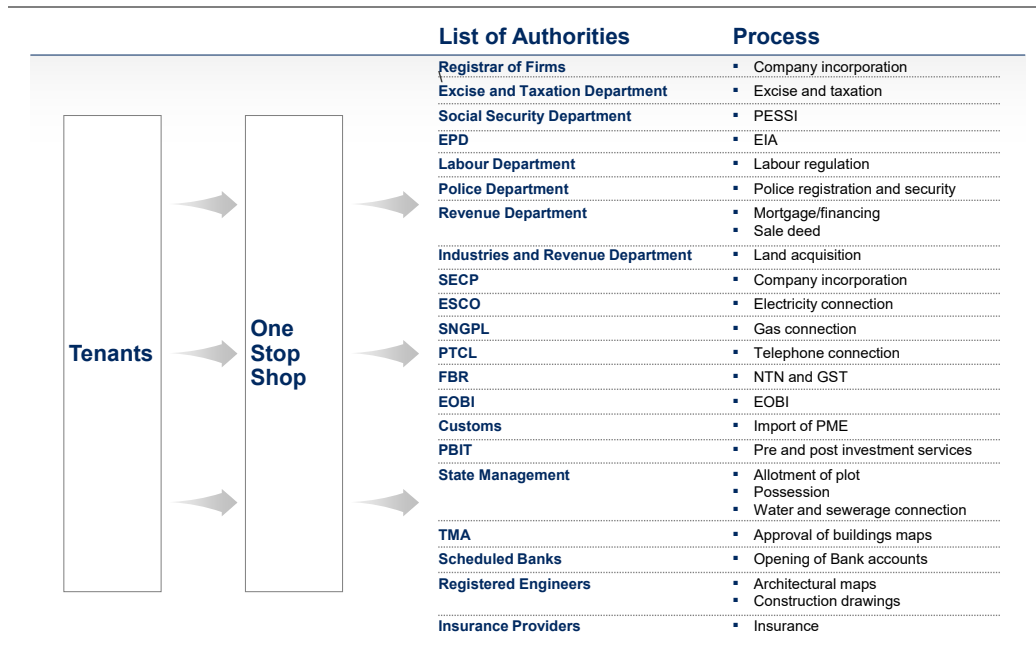 List of Authorities Process
Registrar of Firms ▪ Company incorporation
\
Excise and Taxation Department ▪ Excise and taxation
Social Security Department ▪ PESSI
EPD ▪ EIA
Labour Department ▪ Labour regulation
Police Department ▪ Police registration and security
Revenue Department ▪ Mortgage/financing
▪ Sale deed
Industries and Revenue Department ▪ Land acquisition
SECP ▪ Company incorporation
ESCO ▪ Electricity connection
SNGPL ▪ Gas connection
PTCL ▪ Telephone connection
FBR ▪ NTN and GST
EOBI ▪ EOBI
Customs ▪ Import of PME
PBIT ▪ Pre and post investment services
State Management ▪ Allotment of plot
▪ Possession
▪ Water and sewerage connection
TMA ▪ Approval of buildings maps
Scheduled Banks ▪ Opening of Bank accounts
Registered Engineers ▪ Architectural maps
▪ Construction drawings
Insurance Providers ▪ Insurance
Tenants
One
Stop
Shop